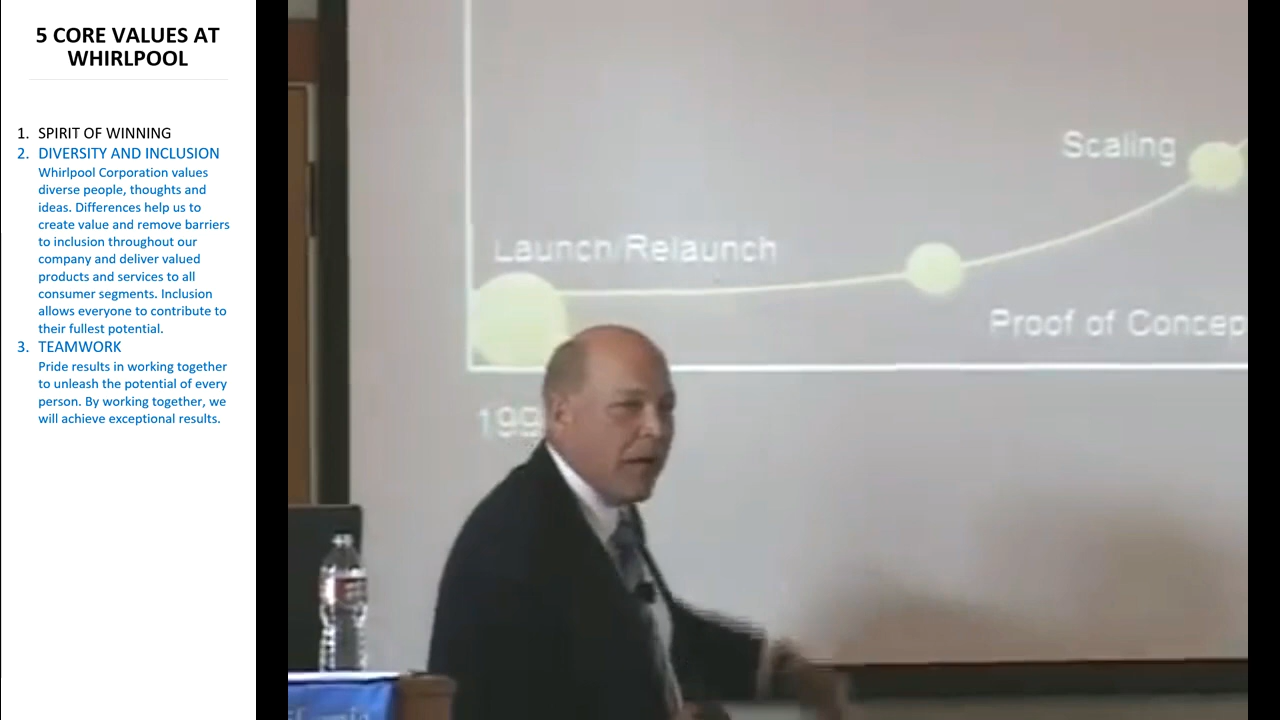 5 CORE VALUES AT
WHIRLPOOL
1. SPIRIT OF WINNING
2. DIVERSITY AND INCLUSION
Whirlpool Corporation values
diverse people, thoughts and
ideas. Differences help us to
create value and remove barriers
to inclusion throughout our
company and deliver valued
products and services to all
consumer segments. Inclusion
allows everyone to contribute to
their fullest potential.
3. TEAMWORK
Pride results in working together
to unleash the potential of every
person. By working together, we
will achieve exceptional results.
Scaling
Launch/Relaunch
Proof of Concep
199